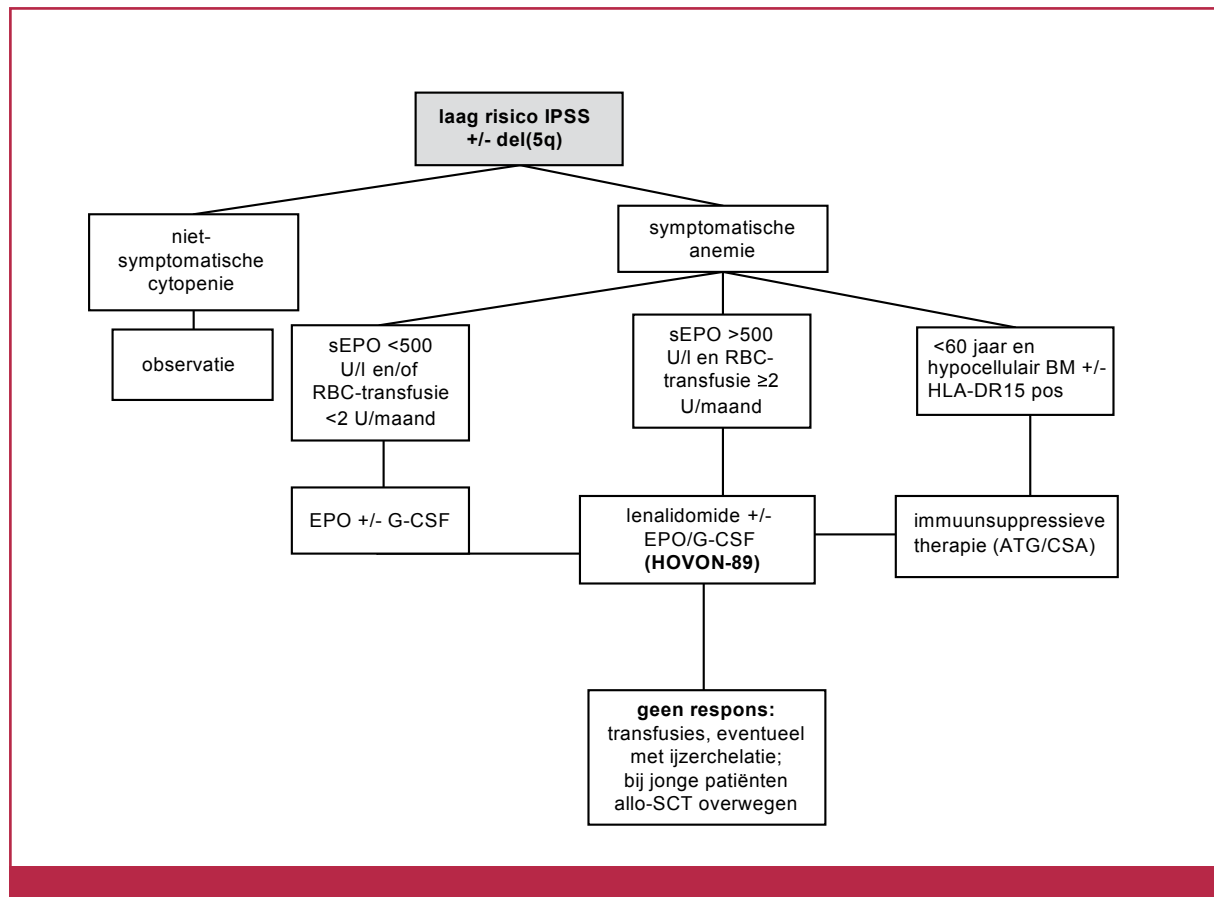 laag risico IPSS
+/- del(5q)
niet-
symptomatische
cytopenie
symptomatische
anemie
observatie
sEPO <500
U/l en/of
RBC-transfusie
<2 U/maand
sEPO >500
U/l en RBC-
transfusie ≥2
U/maand
<60 jaar en
hypocellulair BM +/-
HLA-DR15 pos
EPO +/- G-CSF
lenalidomide +/-
EPO/G-CSF
(HOVON-89)
immuunsuppressieve
therapie (ATG/CSA)
geen respons:
transfusies, eventueel
met ijzerchelatie;
bij jonge patiënten
allo-SCT overwegen